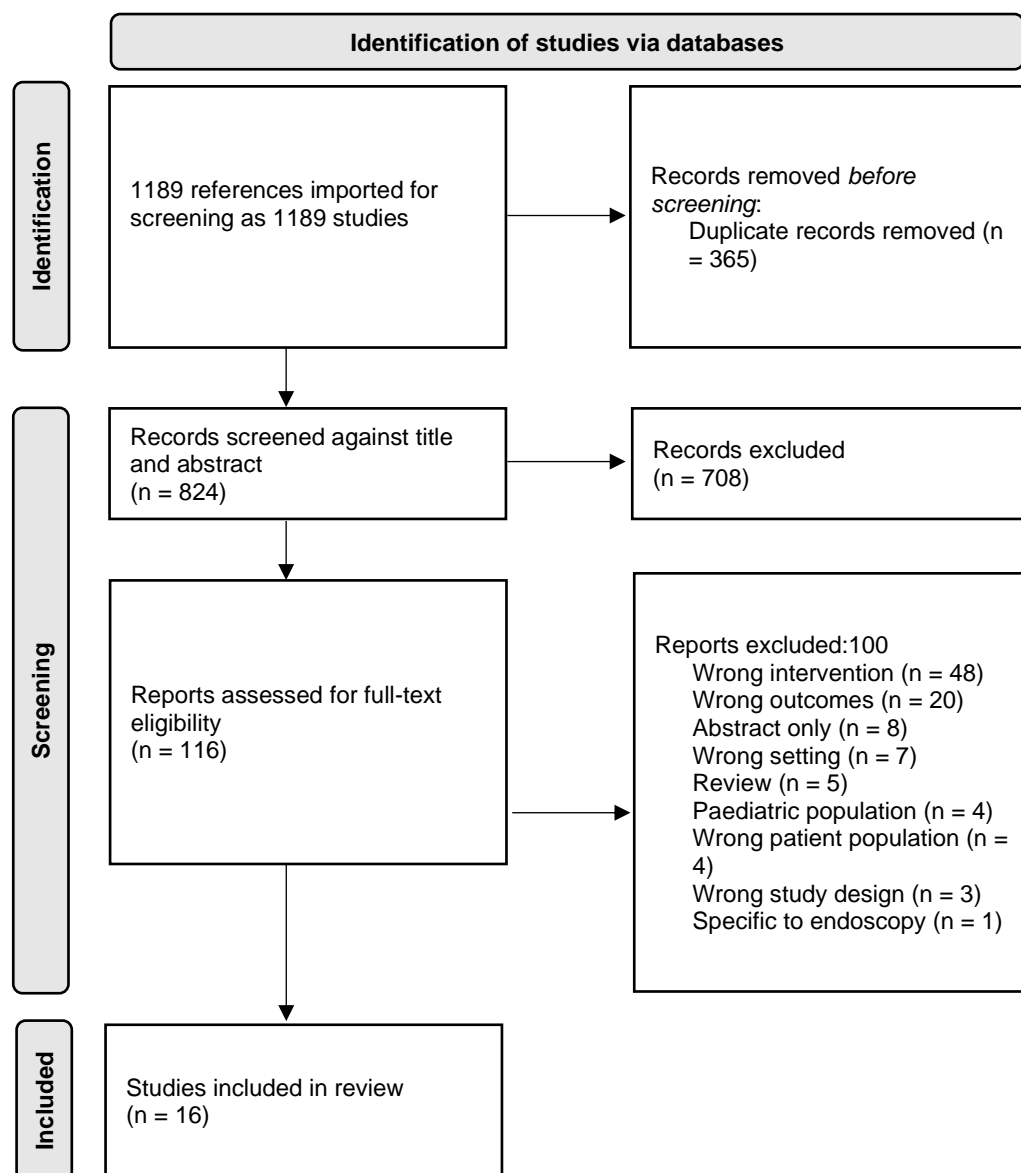 Identification of studies via databases
Identification
1189 references imported for
screening as 1189 studies
Records removed before
screening:
Duplicate records removed (n
= 365)
Screening
Records screened against title
and abstract
(n = 824)
Records excluded
(n = 708)
Reports assessed for full-text
eligibility
(n = 116)
Reports excluded:100
Wrong intervention (n = 48)
Wrong outcomes (n = 20)
Abstract only (n = 8)
Wrong setting (n = 7)
Review (n = 5)
Paediatric population (n = 4)
Wrong patient population (n =
4)
Wrong study design (n = 3)
Specific to endoscopy (n = 1)
Included
Studies included in review
(n = 16)